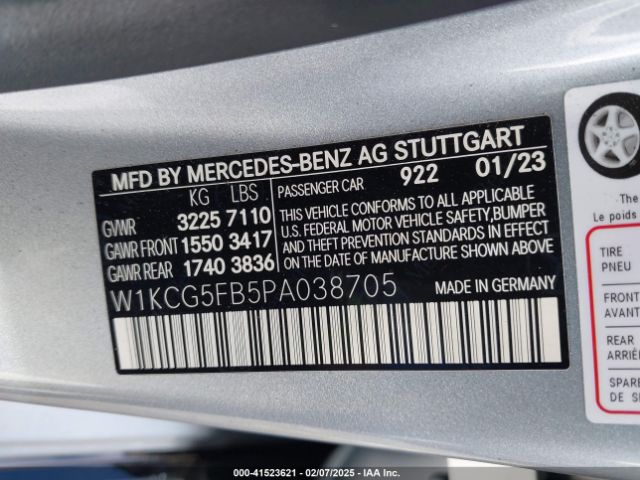 MFD BY MERCEDES-BENZ AG STUTTGART
KG LBS
PASSENGER CAR 922 01/23
GVWR 3225 7110
GAWR FRONT 1550 3417
GAWR REAR 1740 3836
THIS VEHICLE CONFORMS TO ALL APPLICABLE
U.S. FEDERAL MOTOR VEHICLE SAFETY,BUMPER
AND THEFT PREVENTION STANDARDS IN EFFECT
ON THE DATE OF MANUFACTURE SHOWN ABOVE.
W1KCG5FB5PA038705 MADE IN GERMANY
The
Le poids
TIRE
PNEU
FRONT
AVANT
REAR
ARRIÈ
SPARE
DE S
000-41523621 | 02/07/2025 | IAA Inc.